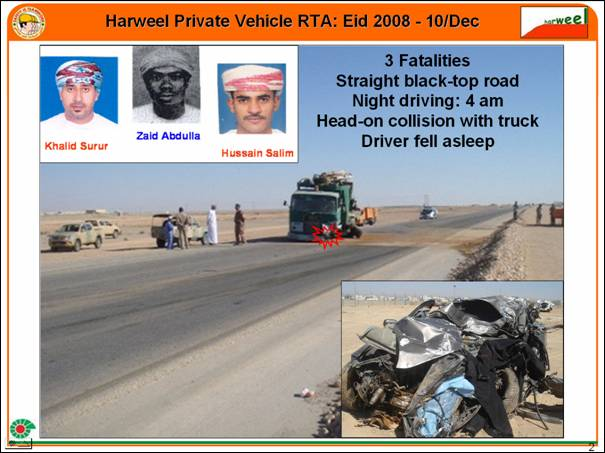 Harweel Private Vehicle RTA: Eid 2008 - 10/Dec
harweel
3 Fatalities
Straight black-top road
Night driving: 4 am
Head-on collision with truck
Driver fell asleep
Khalid Surur
Zaid Abdulla
Hussain Salim
2